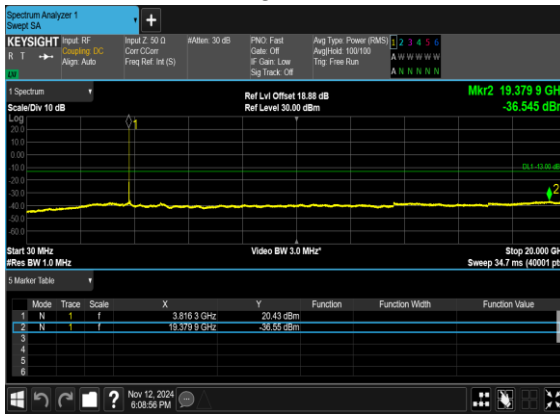 Spectrum Analyzer 1
Swept SA
KEYSIGHT Input: RF Input Z: 50 Ω #Atten: 30 dB PNO: Fast Avg Type: Power (RMS) 1 2 3 4 5 6
R T Coupling: DC Corr CCorr Gate: Off Avg|Hold: 100/100 A W W W W W
Align: Auto Freq Ref: Int (S) IF Gain: Low Trig: Free Run
Sig Track: Off A N N N N N
1 Spectrum Ref Lvl Offset 18.88 dB Mkr2 19.379 9 GH
Scale/Div 10 dB Ref Level 30.00 dBm -36.545 dBm
Log
20.0
10.0
0.00
-10.0
-20.0
-30.0
-40.0
-50.0
-60.0
1
DL1 -13.00 dB
2
Start 30 MHz Video BW 3.0 MHz* Stop 20.000 GH
#Res BW 1.0 MHz Sweep 34.7 ms (40001 pt
5 Marker Table
Mode Trace Scale X Y Function Function Width Function Value
1 N 1 f 3.816 3 GHz 20.43 dBm
2 N 1 f 19.379 9 GHz -36.55 dBm
3
4
5
6
? Nov 12, 2024
6:08:56 PM